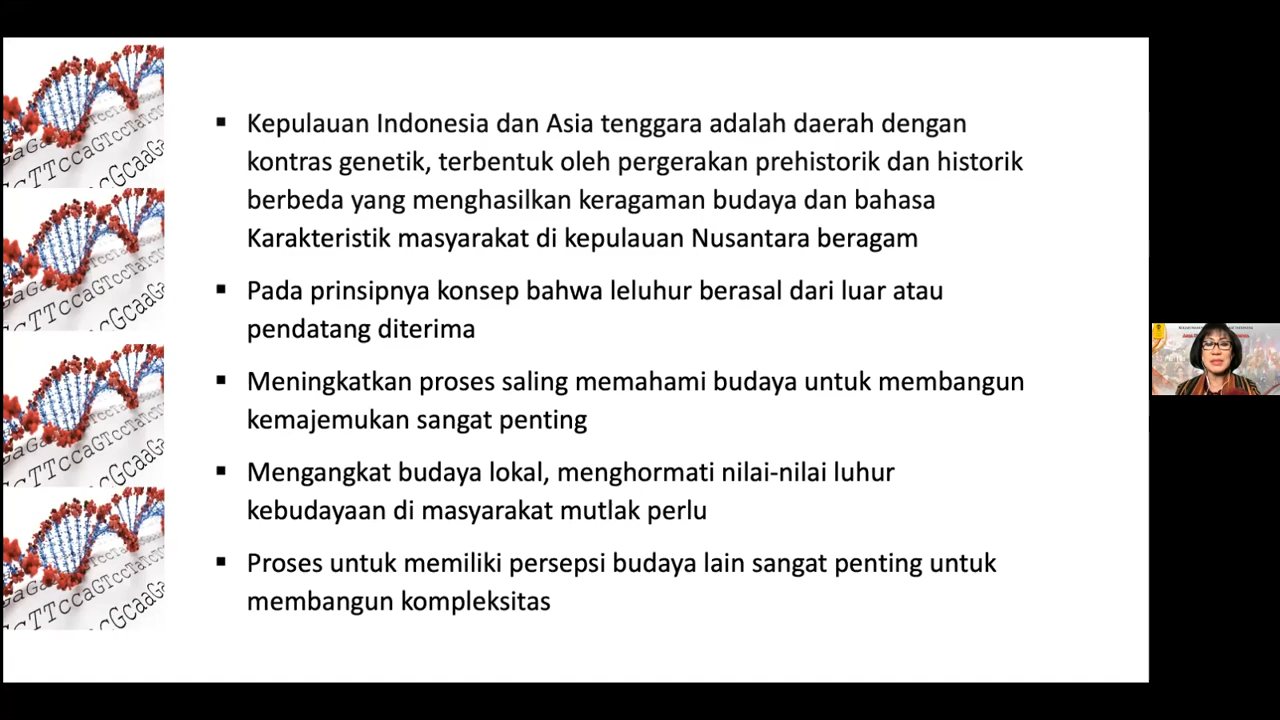 Kepulauan Indonesia dan Asia tenggara adalah daerah dengan
kontras genetik, terbentuk oleh pergerakan prehistorik dan historik
berbeda yang menghasilkan keragaman budaya dan bahasa
Karakteristik masyarakat di kepulauan Nusantara beragam
Pada prinsipnya konsep bahwa leluhur berasal dari luar atau
pendatang diterima
Meningkatkan proses saling memahami budaya untuk membangun
kemajemukan sangat penting
Mengangkat budaya lokal, menghormati nilai-nilai luhur
kebudayaan di masyarakat mutlak perlu
Proses untuk memiliki persepsi budaya lain sangat penting untuk
membangun kompleksitas